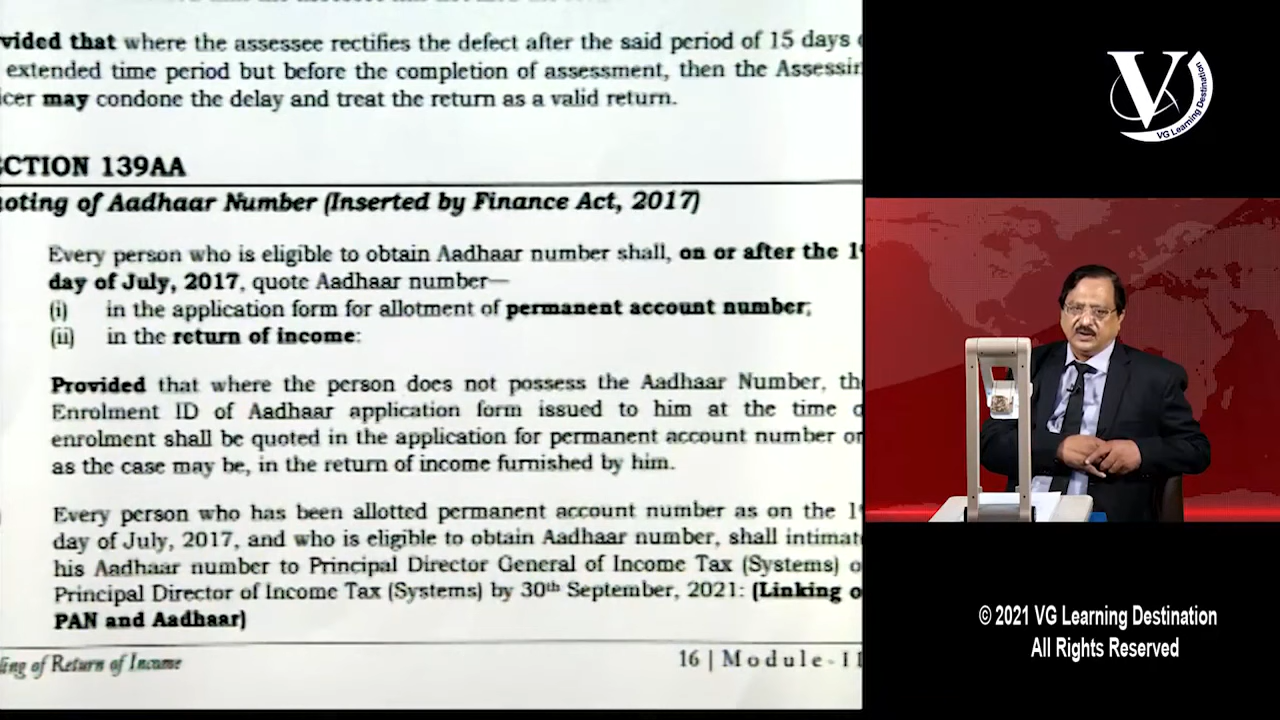 vided that where the assessee rectifies the defect after the said period of 15 days
extended time period but before the completion of assessment, then the Assessin
icer may condone the delay and treat the return as a valid return.
CTION 139AA
oting of Aadhaar Number (Inserted by Finance Act, 2017)
Every person who is eligible to obtain Aadhaar number shall, on or after the 1
day of July, 2017, quote Aadhaar number—
(i) in the application form for allotment of permanent account number;
(ii) in the return of income:
Provided that where the person does not possess the Aadhaar Number, th
Enrolment ID of Aadhaar application form issued to him at the time o
enrolment shall be quoted in the application for permanent account number or
as the case may be, in the return of income furnished by him.
Every person who has been allotted permanent account number as on the 1
day of July, 2017, and who is eligible to obtain Aadhaar number, shall intimat
his Aadhaar number to Principal Director General of Income Tax (Systems) o
Principal Director of Income Tax (Systems) by 30th September, 2021: (Linking o
PAN and Aadhaar)
ling of Return of Income
16 | Module-II
V
VG Learning Destination
© 2021 VG Learning Destination
All Rights Reserved